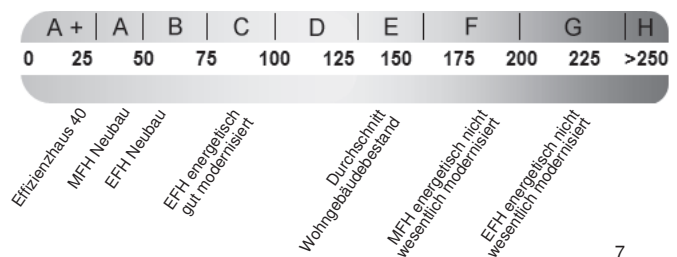 A + | A | B | C | D | E | F | G | H
0 25 50 75 100 125 150 175 200 225 >250
Effizienzhaus 40
MFH Neubau
EFH Neubau
EFH energetisch
gut modernisiert
Durchschnitt
Wohngebäudebestand
MFH energetisch nicht
wesentlich modernisiert
EFH energetisch nicht
wesentlich modernisiert
7